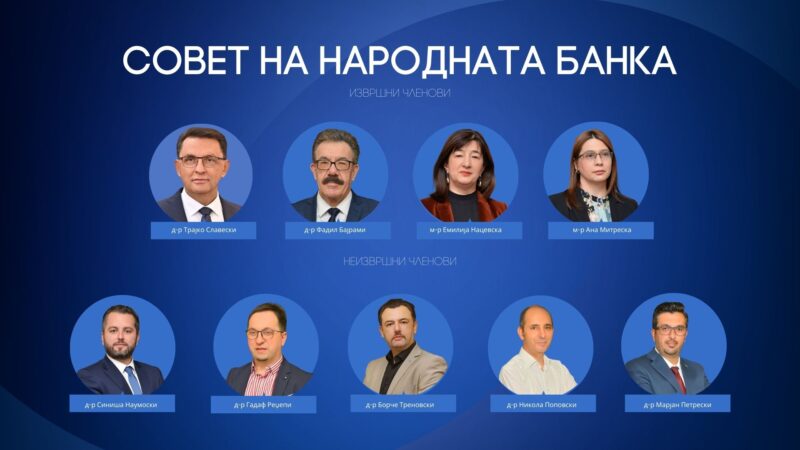 СОВЕТ НА НАРОДНАТА БАНКА
ИЗВРШНИ ЧЛЕНОВИ
д-р Трајко Славески
д-р Фадил Бајрами
м-р Емилија Нацевска
м-р Ана Митреска
НЕИЗВРШНИ ЧЛЕНОВИ
д-р Синиша Наумоски
д-р Гадаф Реџепи
д-р Борче Треновски
д-р Никола Поповски
д-р Марјан Петрески